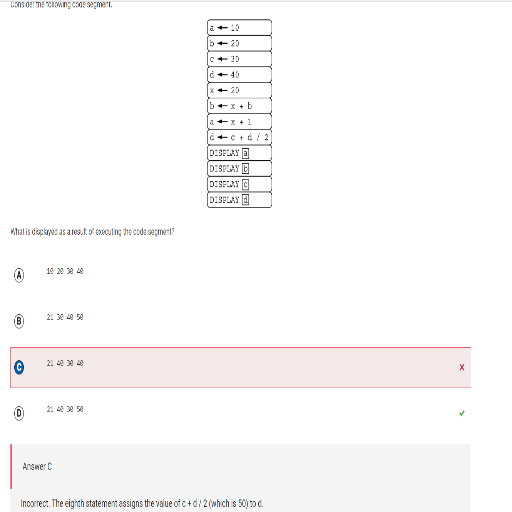 Consider the following code segment.
a ← 10
b ← 20
c ← 30
d ← 40
x ← 20
b ← x + b
a ← x + 1
d ← c + d / 2
DISPLAY a
DISPLAY b
DISPLAY c
DISPLAY d
What is displayed as a result of executing the code segment?
A 10 20 30 40
B 21 30 40 50
C 21 40 30 40
D 21 40 30 50
Answer C
Incorrect. The eighth statement assigns the value of c + d / 2 (which is 50) to d.